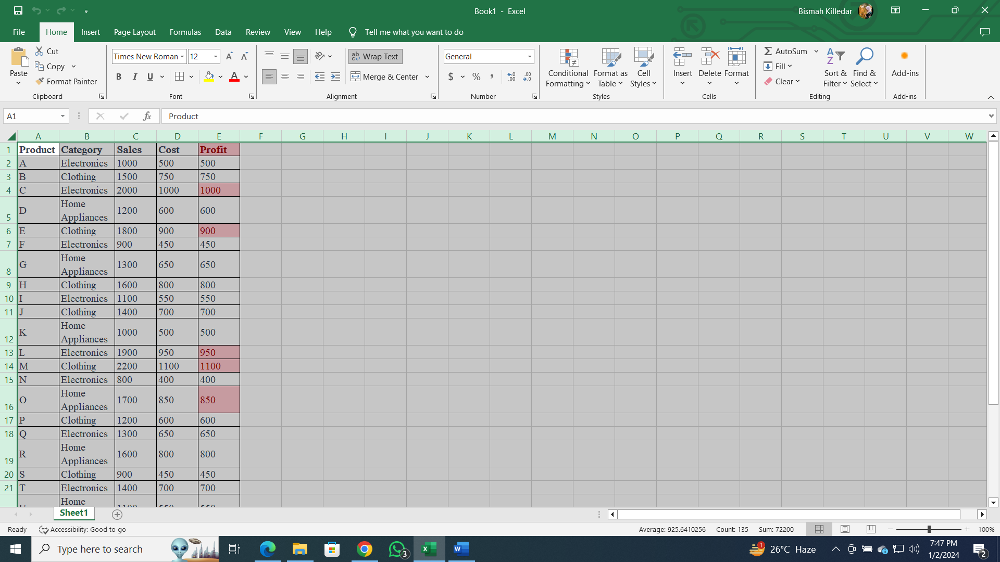 Book1 - Excel
Bismah Killedar
File Home Insert Page Layout Formulas Data Review View Help Tell me what you want to do
Paste
Cut
Copy
Format Painter
Clipboard
Times New Roman 12
B I U
Font
Wrap Text
Merge & Center
Alignment
General
$ % ,
Number
Conditional Formatting
Format as Table
Cell Styles
Styles
Insert Delete Format
Cells
AutoSum
Fill
Clear
Sort & Filter
Find & Select
Editing
Add-ins
Add-ins
A1 fx Product
A B C D E F G H I J K L M N O P Q R S T U V W
1 Product Category Sales Cost Profit
2 A Electronics 1000 500 500
3 B Clothing 1500 750 750
4 C Electronics 2000 1000 1000
5 D Home Appliances 1200 600 600
6 E Clothing 1800 900 900
7 F Electronics 900 450 450
8 G Home Appliances 1300 650 650
9 H Clothing 1600 800 800
10 I Electronics 1100 550 550
11 J Clothing 1400 700 700
12 K Home Appliances 1000 500 500
13 L Electronics 1900 950 950
14 M Clothing 2200 1100 1100
15 N Electronics 800 400 400
16 O Home Appliances 1700 850 850
17 P Clothing 1200 600 600
18 Q Electronics 1300 650 650
19 R Home Appliances 1600 800 800
20 S Clothing 900 450 450
21 T Electronics 1400 700 700
Home
Sheet1
Ready Accessibility: Good to go Average: 925.6410256 Count: 135 Sum: 72200 100%
Type here to search
3
26°C Haze
7:47 PM
1/2/2024
2